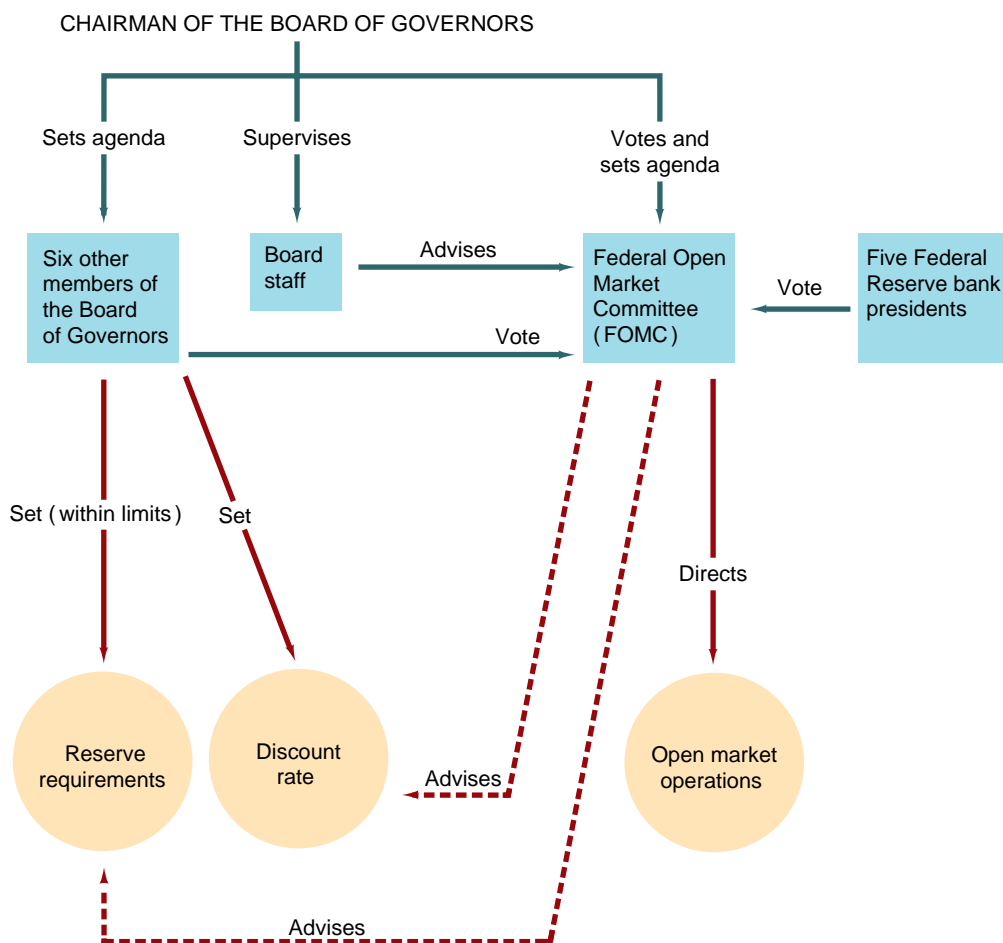 CHAIRMAN OF THE BOARD OF GOVERNORS
Sets agenda
Supervises
Votes and
sets agenda
Six other
members of
the Board
of Governors
Board
staff
Advises
Federal Open
Market
Committee
(FOMC)
Vote
Five Federal
Reserve bank
presidents
Vote
Set (within limits)
Set
Directs
Reserve
requirements
Discount
rate
Advises
Open market
operations
Advises